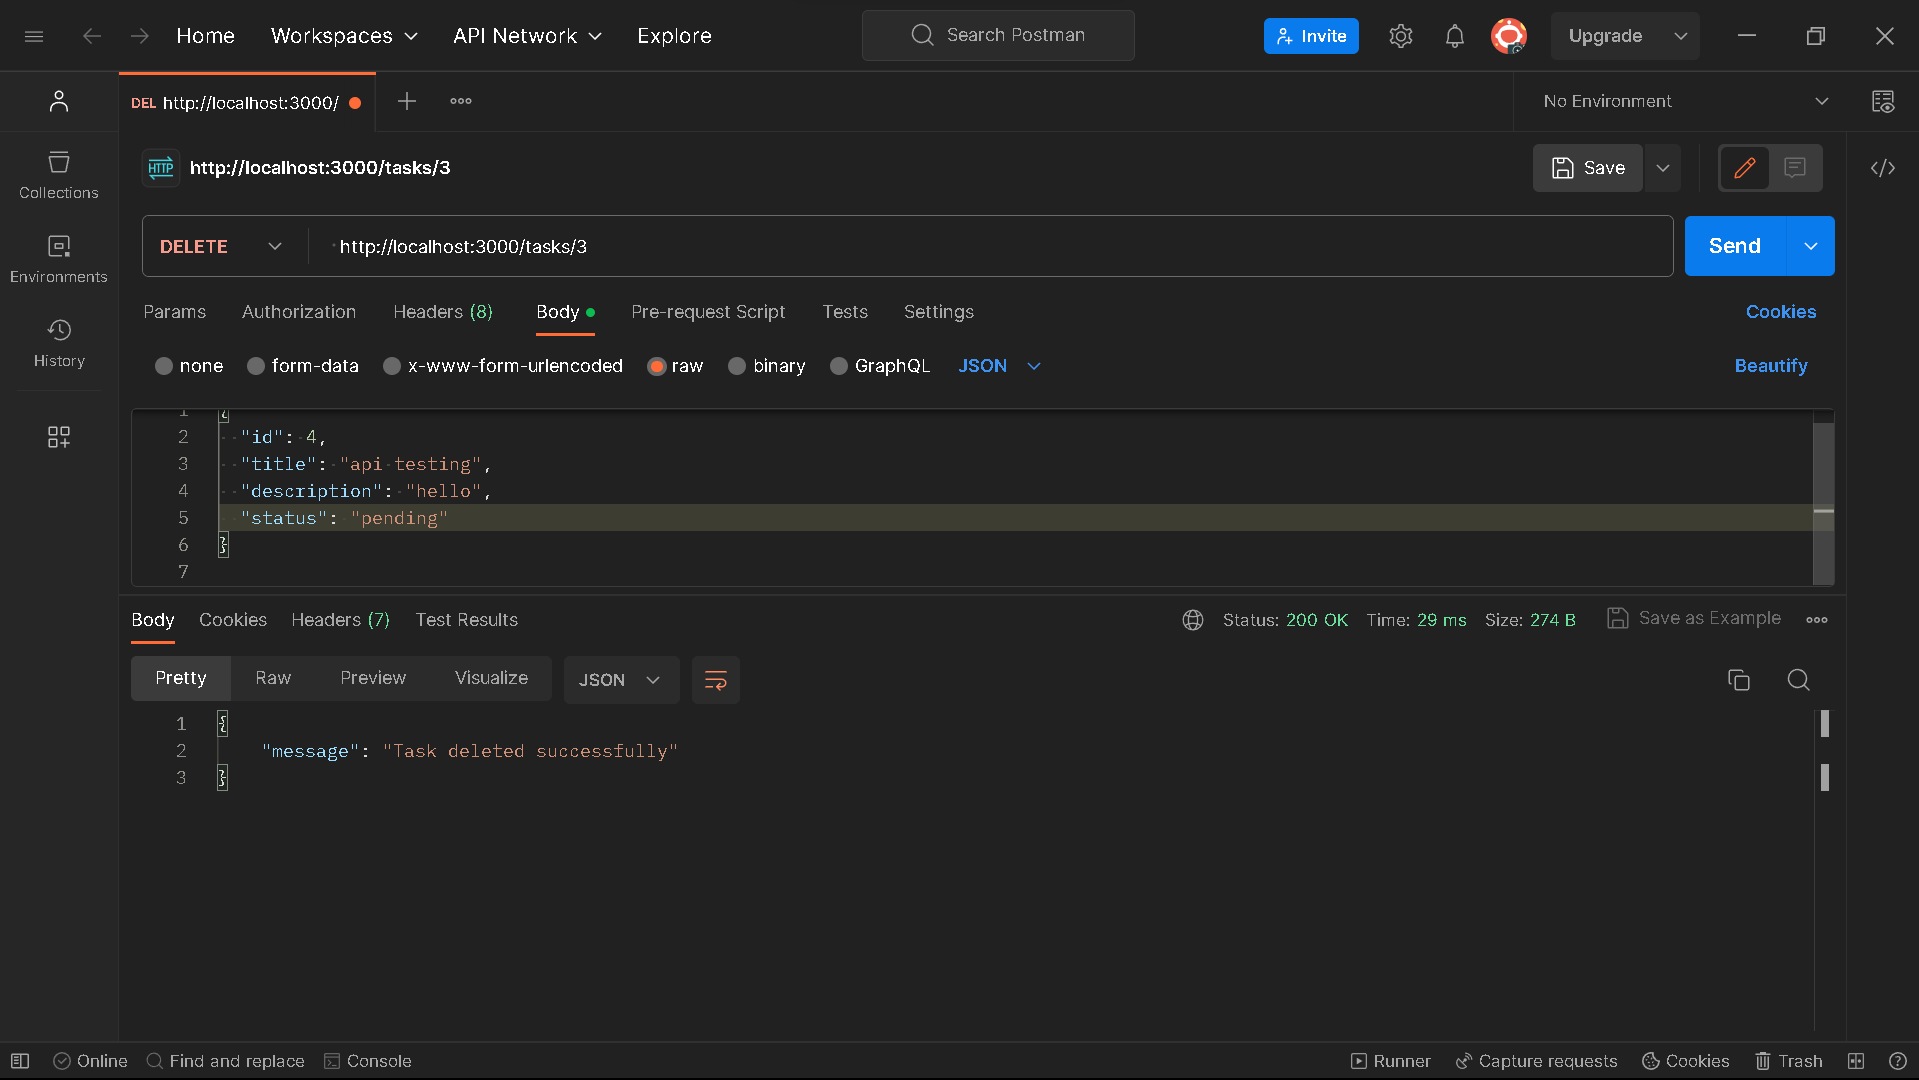 Home Workspaces API Network Explore Search Postman Invite Upgrade
DEL http://localhost:3000/ No Environment
HTTP http://localhost:3000/tasks/3 Save
Collections
Environments
History
DELETE http://localhost:3000/tasks/3 Send
Params Authorization Headers (8) Body Pre-request Script Tests Settings Cookies
none form-data x-www-form-urlencoded raw binary GraphQL JSON Beautify
1 {
2 "id": 4,
3 "title": "api testing",
4 "description": "hello",
5 "status": "pending"
6 }
7
Body Cookies Headers (7) Test Results Status: 200 OK Time: 29 ms Size: 274 B Save as Example
Pretty Raw Preview Visualize JSON
1 {
2 "message": "Task deleted successfully"
3 }
Online Find and replace Console Runner Capture requests Cookies Trash